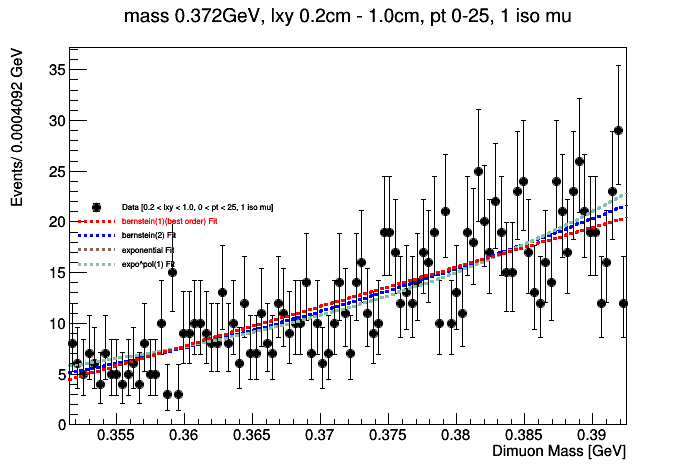 mass 0.372GeV, lxy 0.2cm - 1.0cm, pt 0-25, 1 iso mu
Events/ 0.0004092 GeV
35
30
25
20
15
10
5
0
Data [0.2 < lxy < 1.0, 0 < pt < 25, 1 iso mu]
bernstein(1)(best order) Fit
bernstein(2) Fit
exponential Fit
expo*pol(1) Fit
0.355 0.36 0.365 0.37 0.375 0.38 0.385 0.39
Dimuon Mass [GeV]